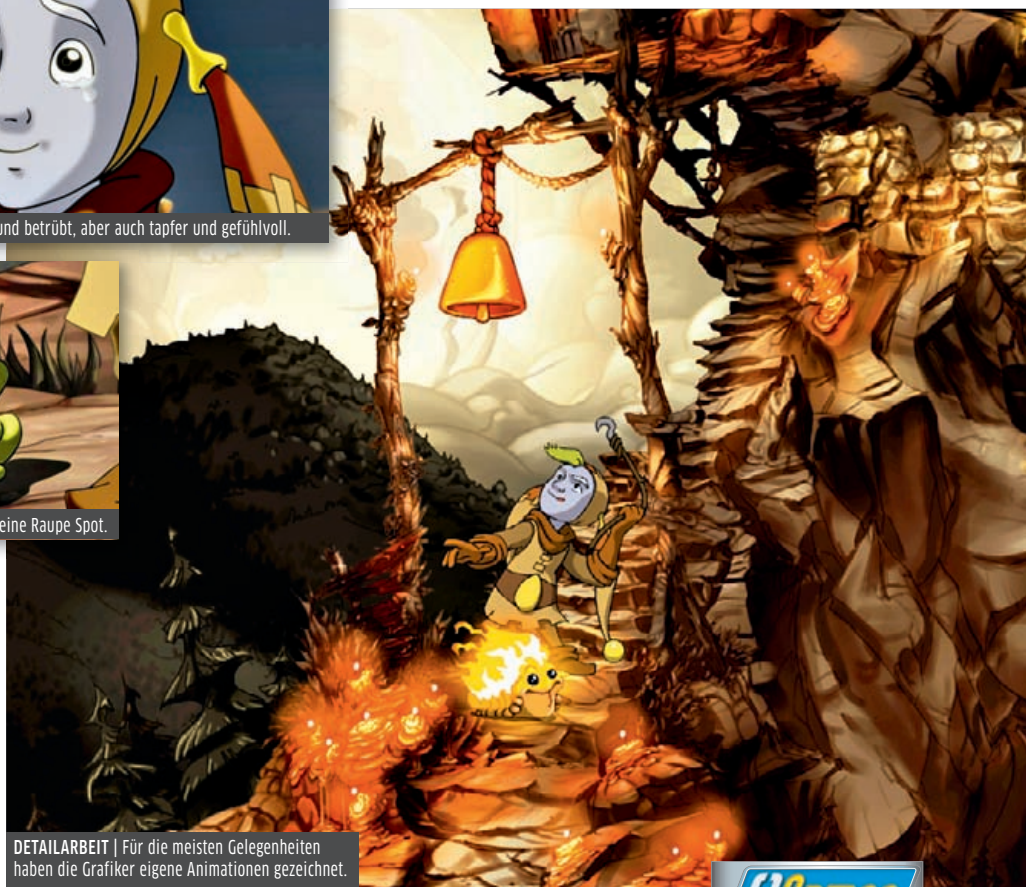 und betrübt, aber auch tapfer und gefühlvoll.
eine Raupe Spot.
DETAILARBEIT | Für die meisten Gelegenheiten
haben die Grafiker eigene Animationen gezeichnet.